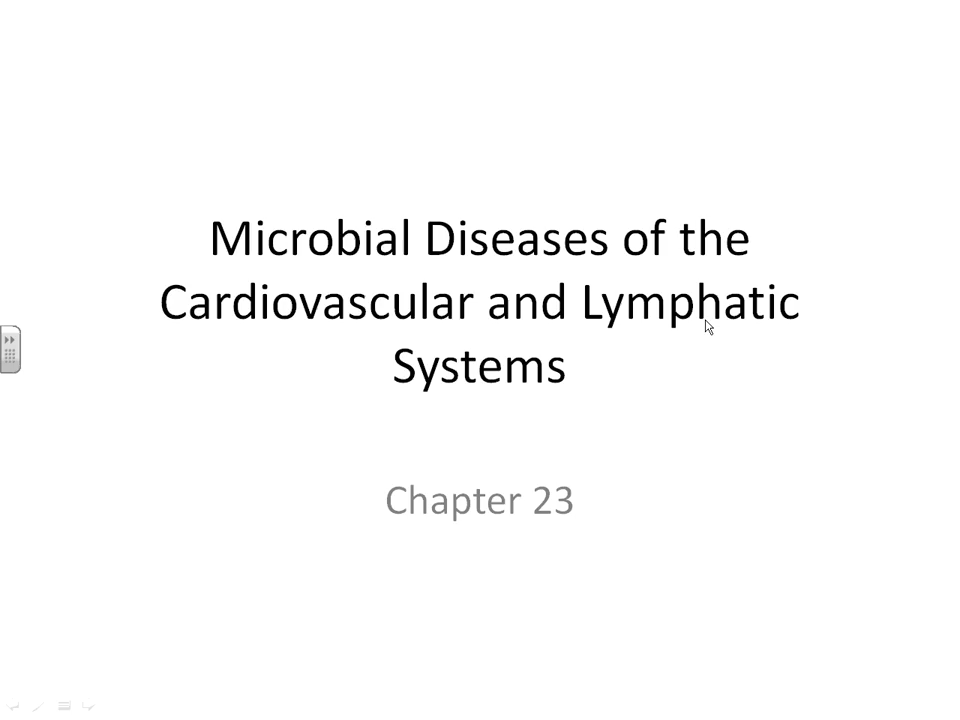 Microbial Diseases of the
Cardiovascular and Lymphatic
Systems
Chapter 23